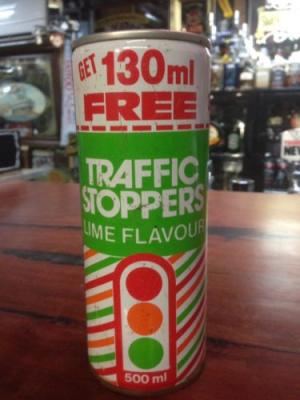 GET 130ml
FREE
TRAFFIC
STOPPERS
LIME FLAVOUR
500 ml